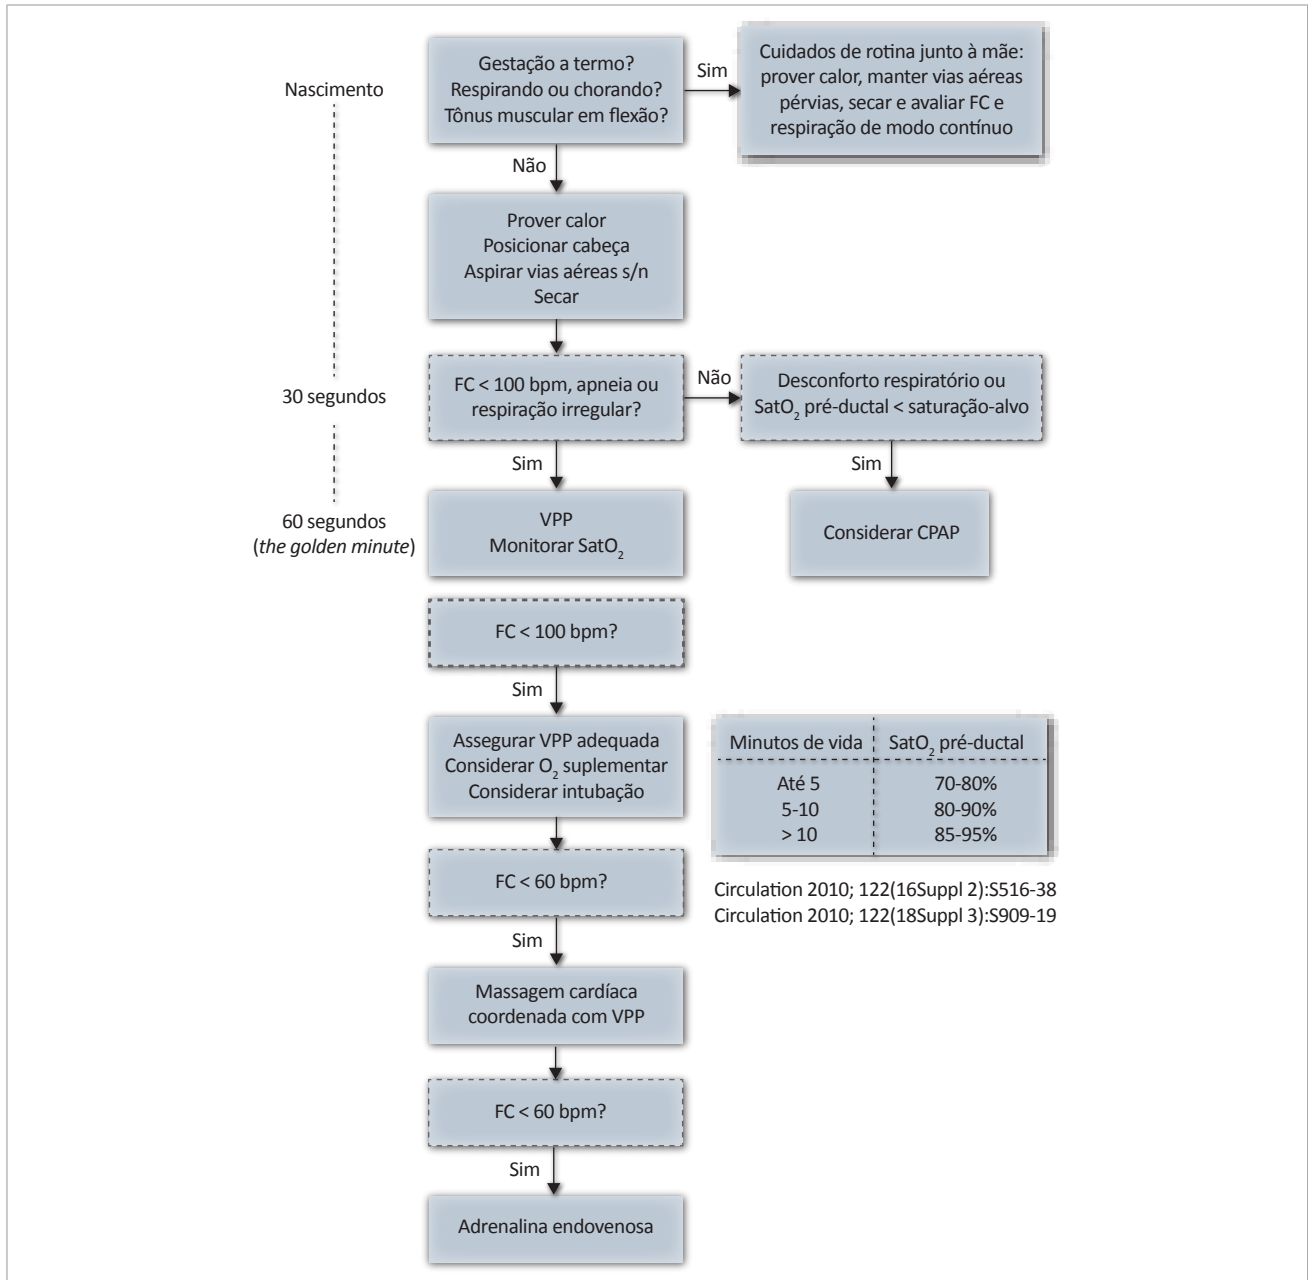 Gestação a termo?
Respirando ou chorando?
Tônus muscular em flexão?
Sim
Cuidados de rotina junto à mãe:
prover calor, manter vias aéreas
pérvias, secar e avaliar FC e
respiração de modo contínuo
Nascimento
Não
Prover calor
Posicionar cabeça
Aspirar vias aéreas s/n
Secar
30 segundos
FC < 100 bpm, apneia ou
respiração irregular?
Não
Desconforto respiratório ou
SatO₂ pré-ductal < saturação-alvo
Sim
Sim
60 segundos
(the golden minute)
VPP
Monitorar SatO₂
Considerar CPAP
FC < 100 bpm?
Sim
Assegurar VPP adequada
Considerar O₂ suplementar
Considerar intubação
Minutos de vida SatO₂ pré-ductal
Até 5 70-80%
5-10 80-90%
> 10 85-95%
FC < 60 bpm?
Circulation 2010; 122(16Suppl 2):S516-38
Circulation 2010; 122(18Suppl 3):S909-19
Sim
Massagem cardíaca
coordenada com VPP
FC < 60 bpm?
Sim
Adrenalina endovenosa